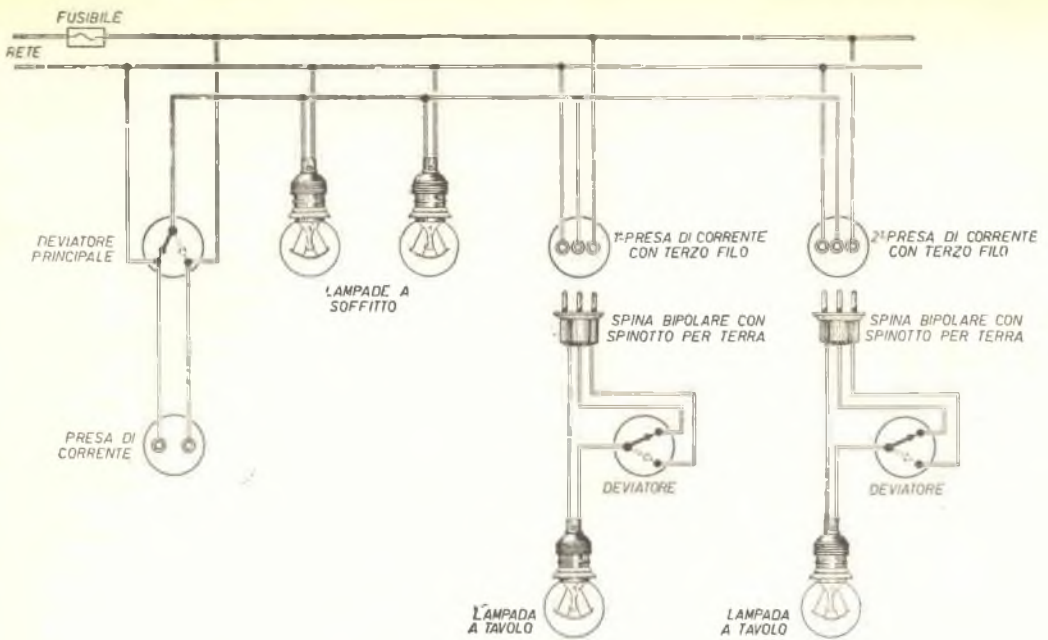 FUSIBILE
RETE
DEVIATORE
PRINCIPALE
LAMPADE A
SOFFITTO
1ª PRESA DI CORRENTE
CON TERZO FILO
2ª PRESA DI CORRENTE
CON TERZO FILO
SPINA BIPOLARE CON
SPINOTTO PER TERRA
SPINA BIPOLARE CON
SPINOTTO PER TERRA
PRESA DI
CORRENTE
DEVIATORE
DEVIATORE
LAMPADA
A TAVOLO
LAMPADA
A TAVOLO